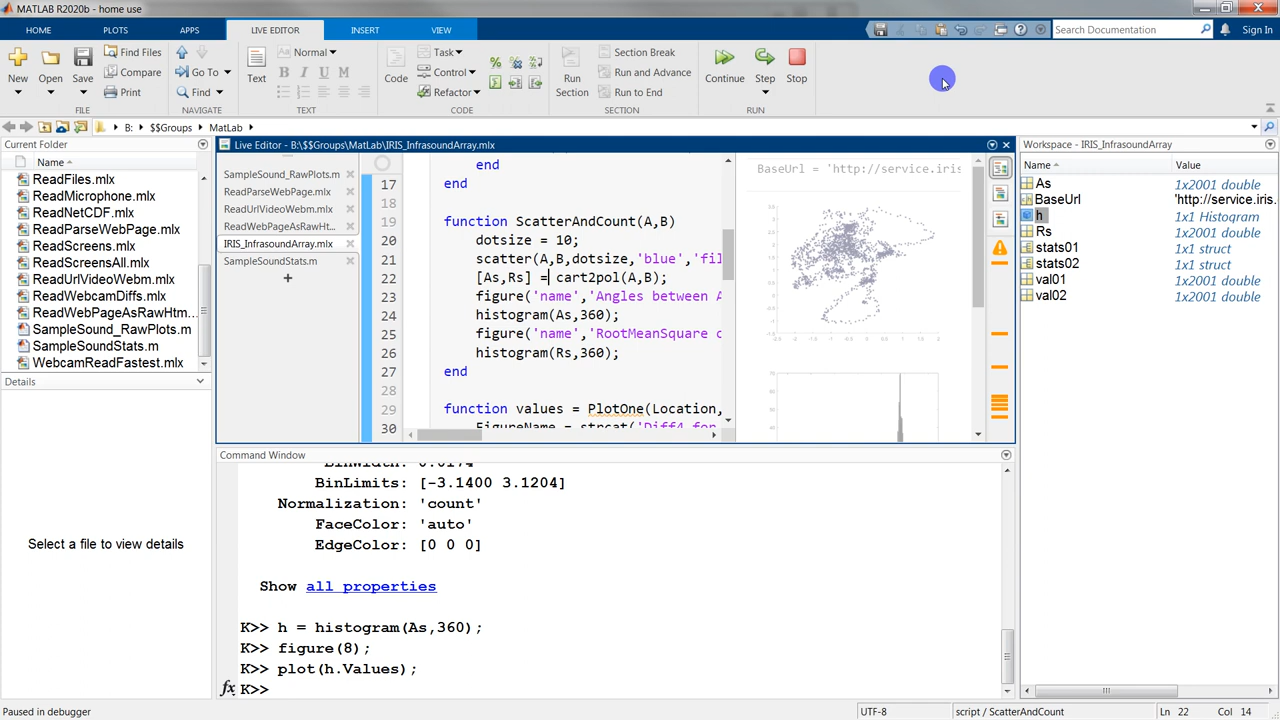 MATLAB R2020b - home use
HOME PLOTS APPS LIVE EDITOR INSERT VIEW Search Documentation Sign In
New Open Save Find Files Compare Print
Go To Find
Text Normal B I U M
Code Task Control Refactor
Run Section Section Break Run and Advance Run to End
Continue Step Stop
FILE NAVIGATE TEXT CODE SECTION RUN
B: $$Groups MatLab
Current Folder
Name
ReadFiles.mlx
ReadMicrophone.mlx
ReadNetCDF.mlx
ReadParseWebPage.mlx
ReadScreens.mlx
ReadScreensAll.mlx
ReadUrlVideoWebm.mlx
ReadWebcamDiffs.mlx
ReadWebPageAsRawHtm...
SampleSound_RawPlots.m
SampleSoundStats.m
WebcamReadFastest.mlx
Details
Select a file to view details
Live Editor - B:\$$Groups\MatLab\IRIS_InfrasoundArray.mlx
SampleSound_RawPlots.m
ReadParseWebPage.mlx
ReadUrlVideoWebm.mlx
ReadWebPageAsRawHt...
IRIS_InfrasoundArray.mlx
SampleSoundStats.m
end
17 end
18
19 function ScatterAndCount(A,B)
20 dotsize = 10;
21 scatter(A,B,dotsize,'blue','fil
22 [As,Rs] = cart2pol(A,B);
23 figure('name','Angles between A
24 histogram(As,360);
25 figure('name','RootMeanSquare c
26 histogram(Rs,360);
27 end
28
29 function values = PlotOne(Location,
30 FigureName = strcat('Diff4 for
BaseUrl = 'http://service.iris
Command Window
BinWidth: 0.0174
BinLimits: [-3.1400 3.1204]
Normalization: 'count'
FaceColor: 'auto'
EdgeColor: [0 0 0]
Show all properties
K>> h = histogram(As,360);
K>> figure(8);
K>> plot(h.Values);
fx K>>
Workspace - IRIS_InfrasoundArray
Name Value
As 1x2001 double
BaseUrl 'http://service.iris.
h 1x1 Histogram
Rs 1x2001 double
stats01 1x1 struct
stats02 1x1 struct
val01 1x2001 double
val02 1x2001 double
Paused in debugger UTF-8 script / ScatterAndCount Ln 22 Col 14